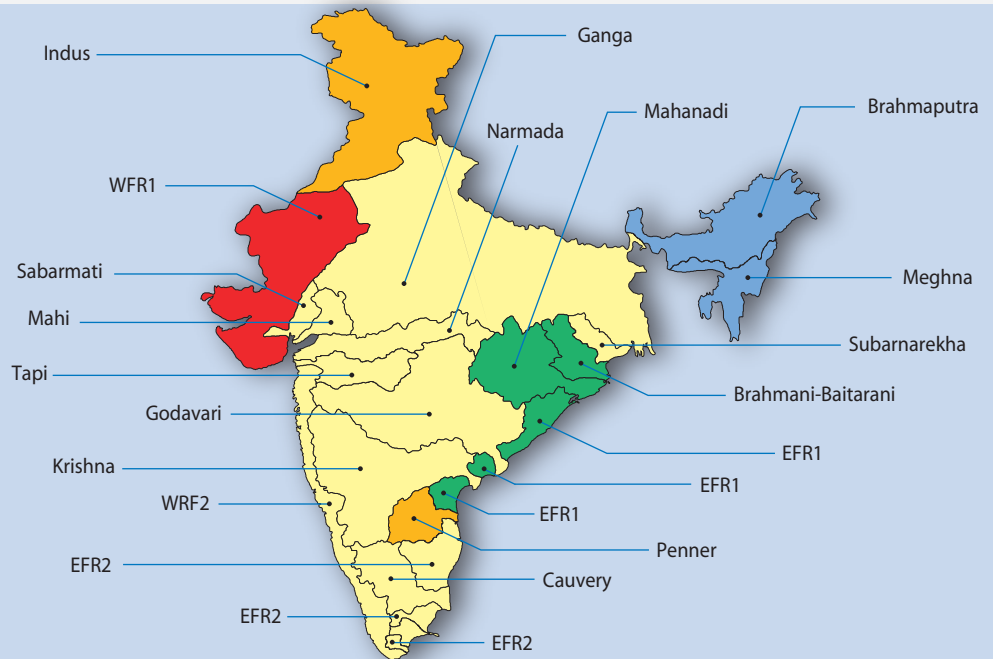 Indus
Ganga
Mahanadi
Brahmaputra
Narmada
WFR1
Sabarmati
Meghna
Mahi
Subarnarekha
Tapi
Brahmani-Baitarani
Godavari
EFR1
Krishna
EFR1
WRF2
EFR1
Penner
EFR2
Cauvery
EFR2
EFR2